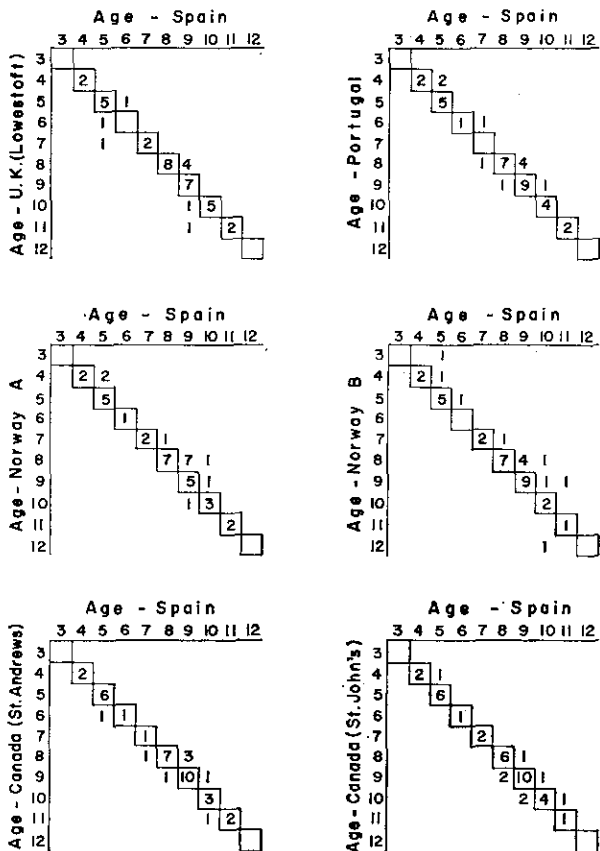 Age - Spain
3 4 5 6 7 8 9 10 11 12
Age - U.K. (Lowestoft)
3
4 2
5 5 1
6 1
7 1 2
8 8 4
9 7
10 1 5
11 1 2
12
Age - Spain
3 4 5 6 7 8 9 10 11 12
Age - Portugal
3
4 2 2
5 5
6 1 1
7
8 1 7 4
9 1 9 1
10 4
11 2
12
Age - Spain
3 4 5 6 7 8 9 10 11 12
Age - Norway A
3
4 2 2
5 5
6 1
7 2 1
8 7 7 1
9 5 1
10 1 3
11 2
12
Age - Spain
3 4 5 6 7 8 9 10 11 12
Age - Norway B
3 1
4 2 1
5 5 1
6
7 2 1
8 7 4 1
9 9 1 1
10 2
11 1
12 1
Age - Spain
3 4 5 6 7 8 9 10 11 12
Age - Canada (St. Andrews)
3
4 2
5 6
6 1 1
7 1
8 1 7 3
9 1 10 1
10 3
11 1 2
12
Age - Spain
3 4 5 6 7 8 9 10 11 12
Age - Canada (St. John's)
3
4 2 1
5 6
6 1
7 2
8 6 1
9 2 10 1
10 2 4 1
11 1
12